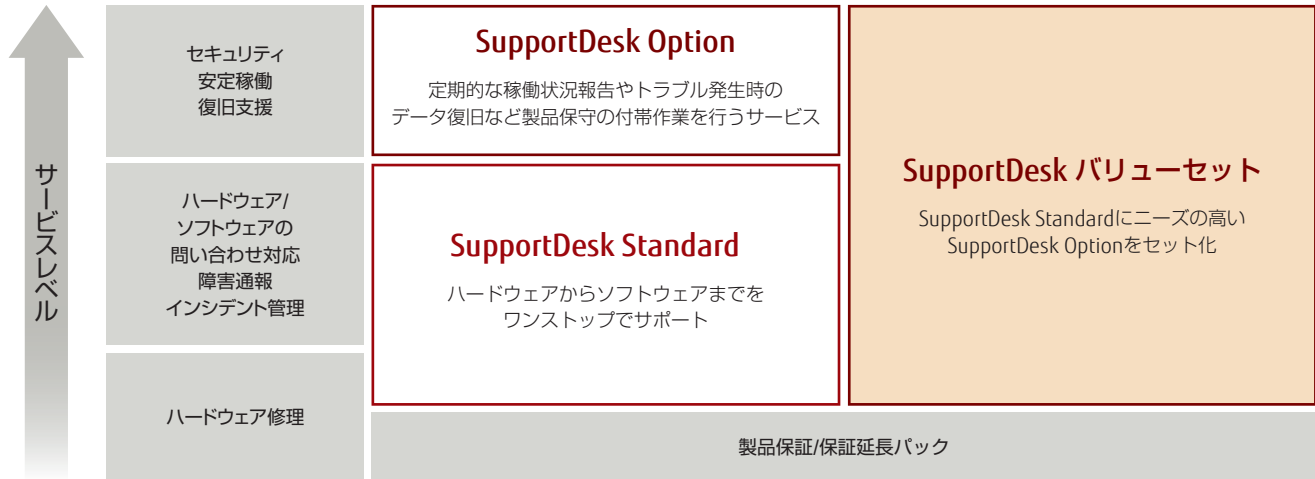 サービスレベル
セキュリティ
安定稼働
復旧支援
SupportDesk Option
定期的な稼働状況報告やトラブル発生時の
データ復旧など製品保守の付帯作業を行うサービス
ハードウェア/
ソフトウェアの
問い合わせ対応
障害通報
インシデント管理
SupportDesk Standard
ハードウェアからソフトウェアまでを
ワンストップでサポート
SupportDesk バリューセット
SupportDesk Standardにニーズの高い
SupportDesk Optionをセット化
ハードウェア修理
製品保証/保証延長パック